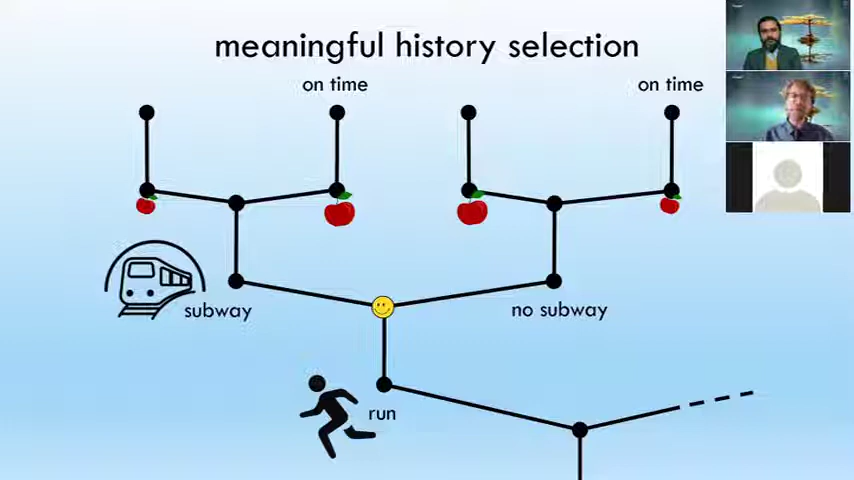 meaningful history selection
on time
on time
subway
no subway
run